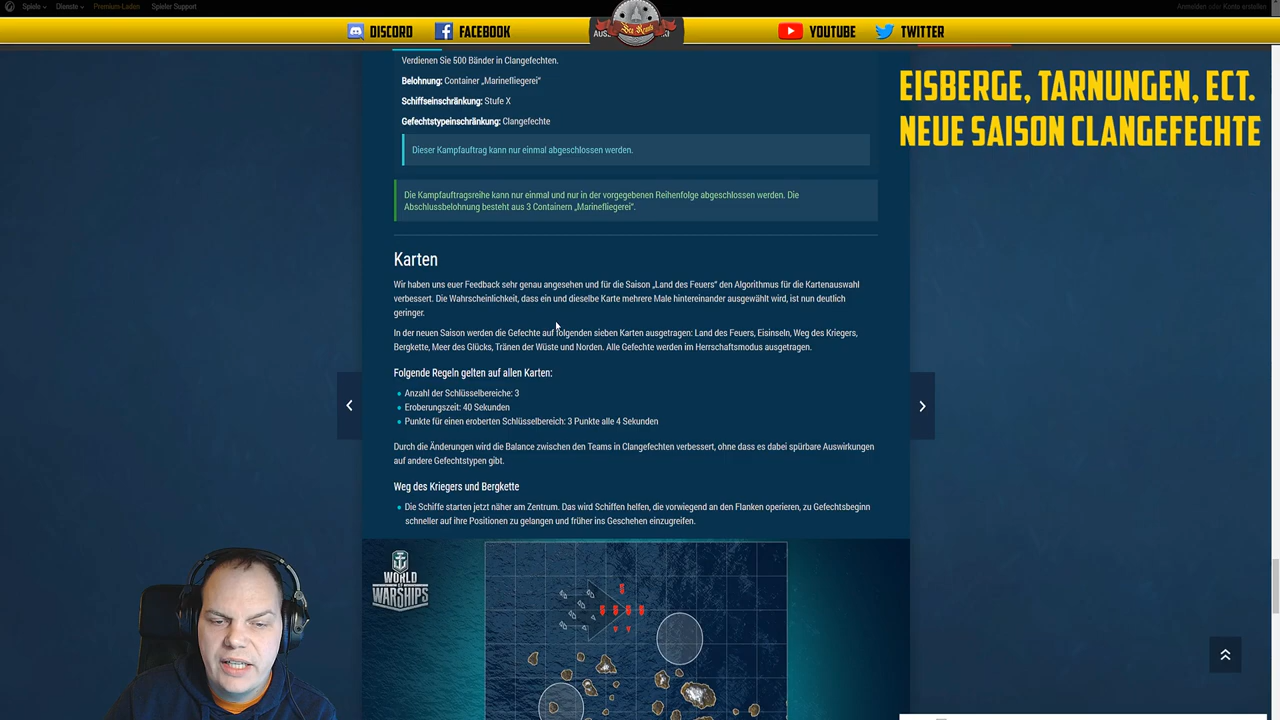 Spiele Dienste Premium-Laden Spieler Support
Anmelden oder Konto erstellen
DISCORD FACEBOOK YOUTUBE TWITTER
EISBERGE, TARNUNGEN, ECT.
NEUE SAISON CLANGEFECHTE
Verdienen Sie 500 Bänder in Clangefechten.
Belohnung: Container „Marinefliegerei“
Schiffseinschränkung: Stufe X
Gefechtstypeinschränkung: Clangefechte
Dieser Kampfauftrag kann nur einmal abgeschlossen werden.
Die Kampfauftragsreihe kann nur einmal und nur in der vorgegebenen Reihenfolge abgeschlossen werden. Die
Abschlussbelohnung besteht aus 3 Containern „Marinefliegerei“.
Karten
Wir haben uns euer Feedback sehr genau angesehen und für die Saison „Land des Feuers“ den Algorithmus für die Kartenauswahl
verbessert. Die Wahrscheinlichkeit, dass ein und dieselbe Karte mehrere Male hintereinander ausgewählt wird, ist nun deutlich
geringer.
In der neuen Saison werden die Gefechte auf folgenden sieben Karten ausgetragen: Land des Feuers, Eisinseln, Weg des Kriegers,
Bergkette, Meer des Glücks, Tränen der Wüste und Norden. Alle Gefechte werden im Herrschaftsmodus ausgetragen.
Folgende Regeln gelten auf allen Karten:
Anzahl der Schlüsselbereiche: 3
Eroberungszeit: 40 Sekunden
Punkte für einen eroberten Schlüsselbereich: 3 Punkte alle 4 Sekunden
Durch die Änderungen wird die Balance zwischen den Teams in Clangefechten verbessert, ohne dass es dabei spürbare Auswirkungen
auf andere Gefechtstypen gibt.
Weg des Kriegers und Bergkette
Die Schiffe starten jetzt näher am Zentrum. Das wird Schiffen helfen, die vorwiegend an den Flanken operieren, zu Gefechtsbeginn
schneller auf ihre Positionen zu gelangen und früher ins Geschehen einzugreifen.
WORLD
OF
WARSHIPS